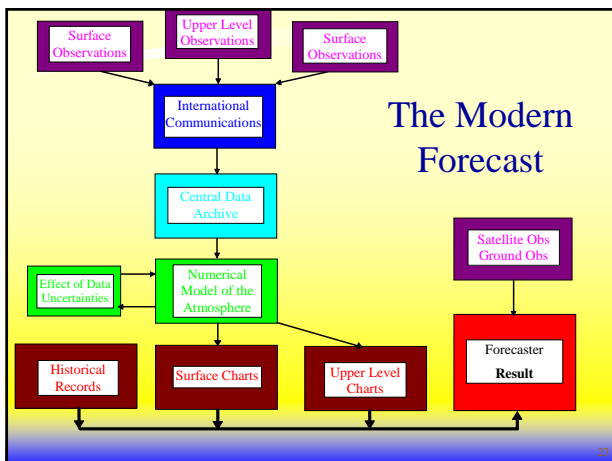 Surface
Observations
Upper Level
Observations
Surface
Observations
International
Communications
The Modern
Forecast
Central Data
Archive
Satellite Obs
Ground Obs
Effect of Data
Uncertainties
Numerical
Model of the
Atmosphere
Historical
Records
Surface Charts
Upper Level
Charts
Forecaster
Result